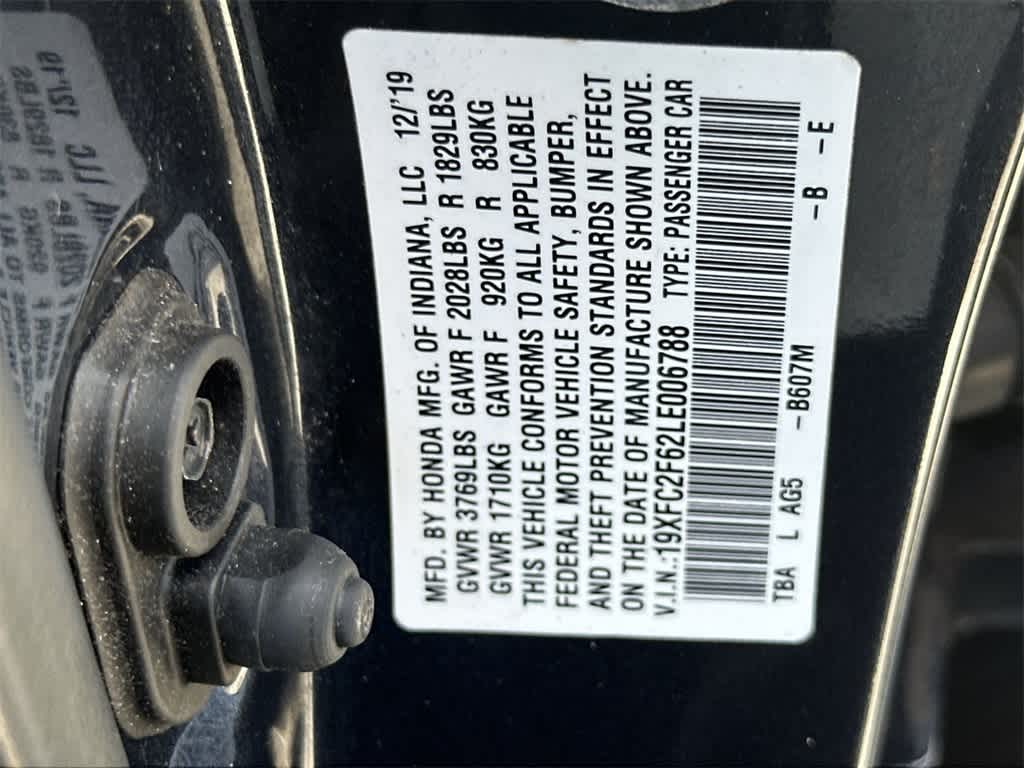 MFD. BY HONDA MFG. OF INDIANA, LLC 12/'19
GVWR 3769LBS GAWR F 2028LBS R 1829LBS
GVWR 1710KG GAWR F 920KG R 830KG
THIS VEHICLE CONFORMS TO ALL APPLICABLE
FEDERAL MOTOR VEHICLE SAFETY, BUMPER,
AND THEFT PREVENTION STANDARDS IN EFFECT
ON THE DATE OF MANUFACTURE SHOWN ABOVE.
V.I.N.:19XFC2F62LE006788 TYPE: PASSENGER CAR
TBA L AG5 -B607M -B -E